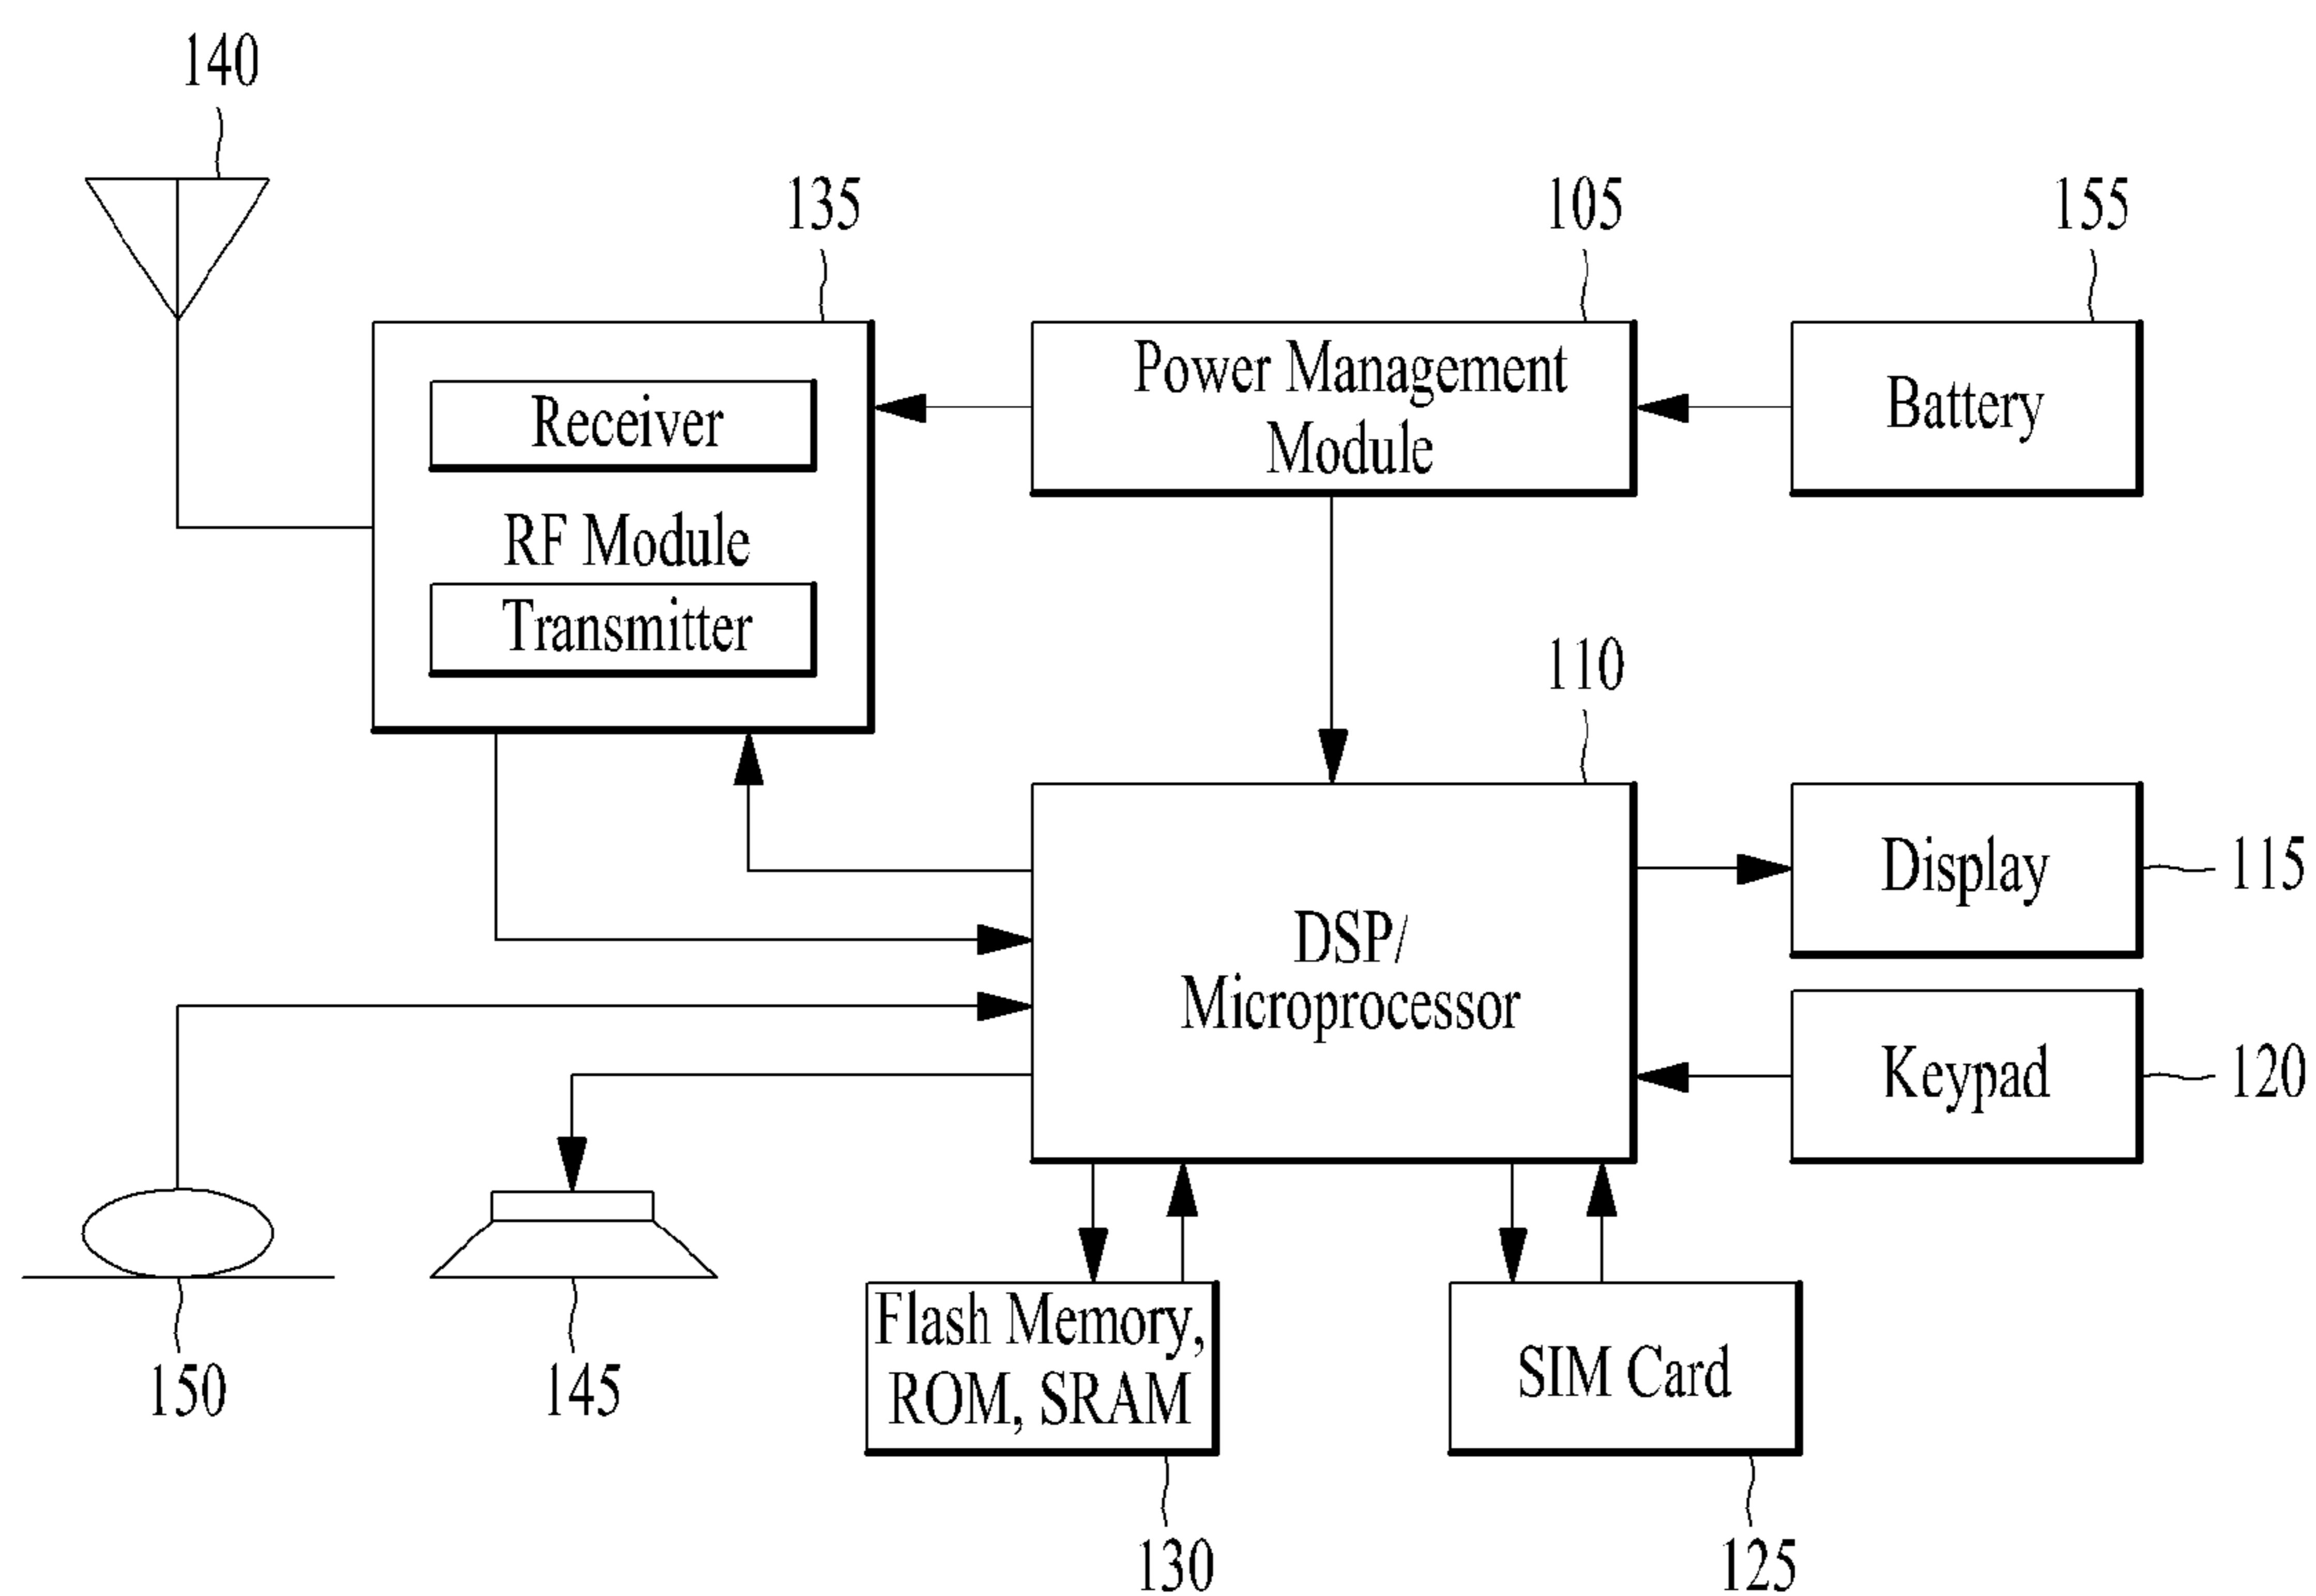 140
135
105
155
Receiver
RF Module
Transmitter
Power Management
Module
Battery
110
DSP/
Microprocessor
Display
115
Keypad
120
150
145
Flash Memory,
ROM, SRAM
SIM Card
130
125